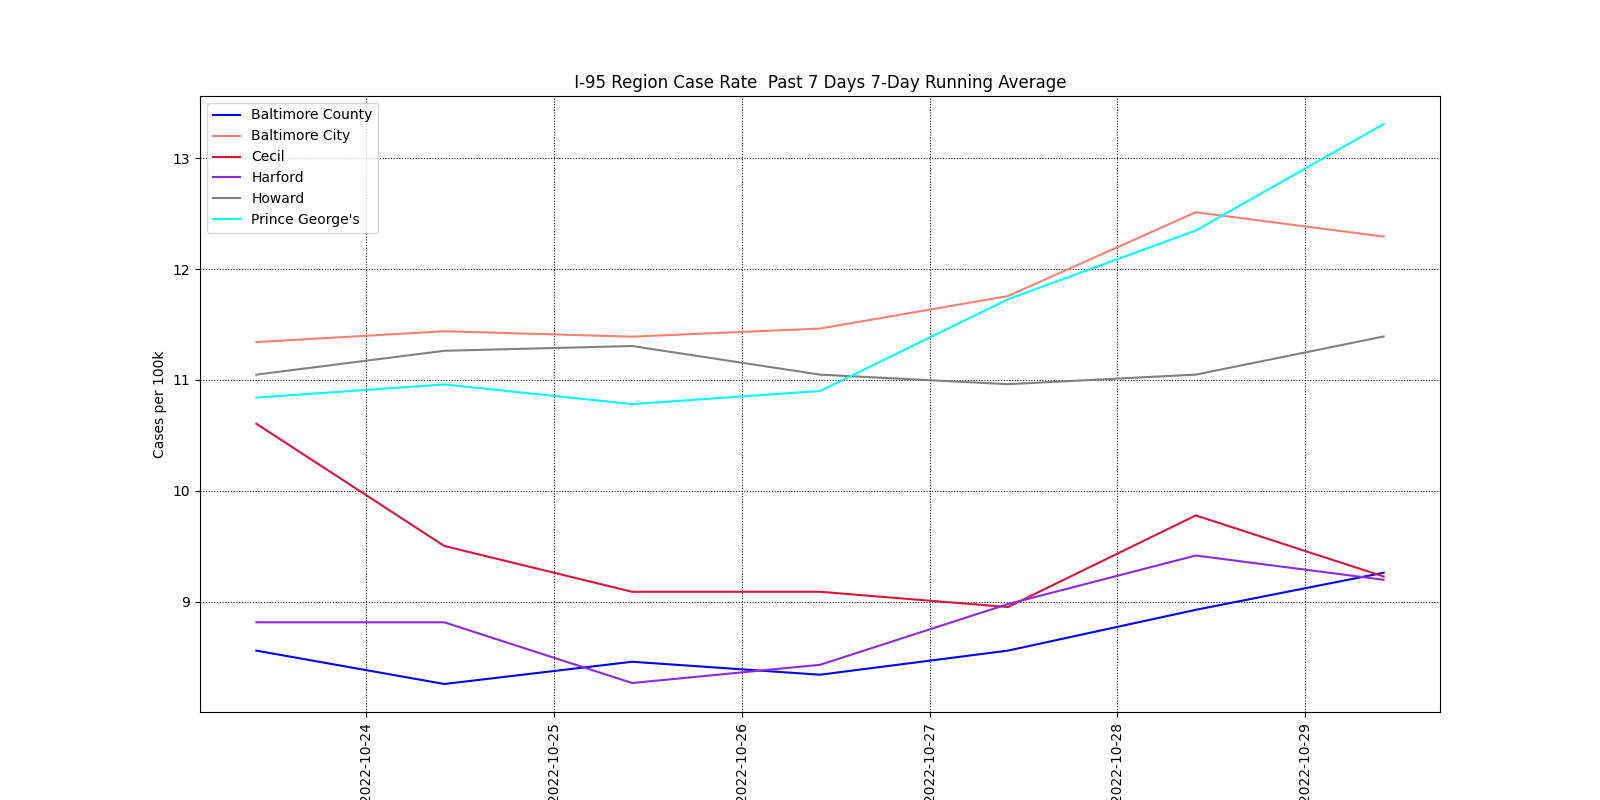 I-95 Region Case Rate  Past 7 Days 7-Day Running Average
Baltimore County
Baltimore City
Cecil
Harford
Howard
Prince George's
13
12
11
10
9
Cases per 100k
2022-10-24
2022-10-25
2022-10-26
2022-10-27
2022-10-28
2022-10-29